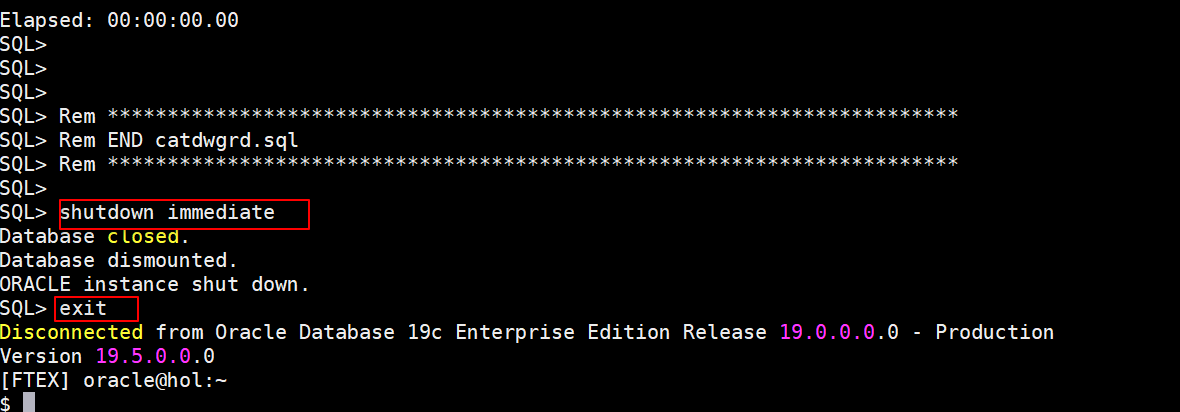 Elapsed: 00:00:00.00
SQL>
SQL>
SQL>
SQL> Rem ***********************************************************************
SQL> Rem END catdwgrd.sql
SQL> Rem ***********************************************************************
SQL>
SQL> shutdown immediate
Database closed.
Database dismounted.
ORACLE instance shut down.
SQL> exit
Disconnected from Oracle Database 19c Enterprise Edition Release 19.0.0.0.0 - Production
Version 19.5.0.0.0
[FTEX] oracle@hol:~
$